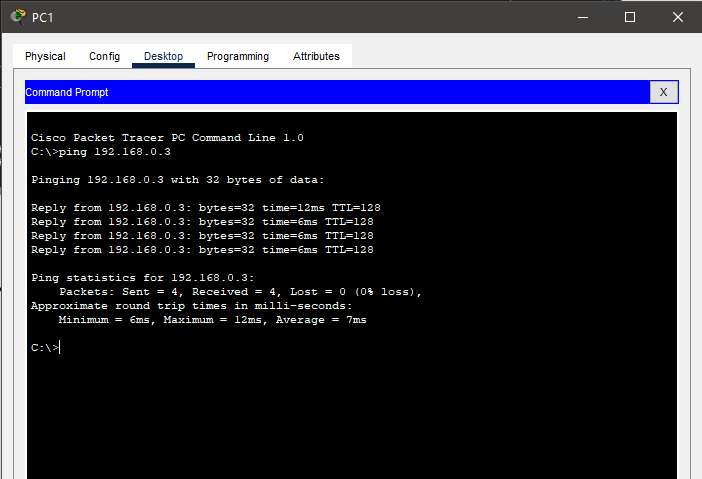 PC1
Physical Config Desktop Programming Attributes
Command Prompt X
Cisco Packet Tracer PC Command Line 1.0
C:\>ping 192.168.0.3
Pinging 192.168.0.3 with 32 bytes of data:
Reply from 192.168.0.3: bytes=32 time=12ms TTL=128
Reply from 192.168.0.3: bytes=32 time=6ms TTL=128
Reply from 192.168.0.3: bytes=32 time=6ms TTL=128
Reply from 192.168.0.3: bytes=32 time=6ms TTL=128
Ping statistics for 192.168.0.3:
Packets: Sent = 4, Received = 4, Lost = 0 (0% loss),
Approximate round trip times in milli-seconds:
Minimum = 6ms, Maximum = 12ms, Average = 7ms
C:\>